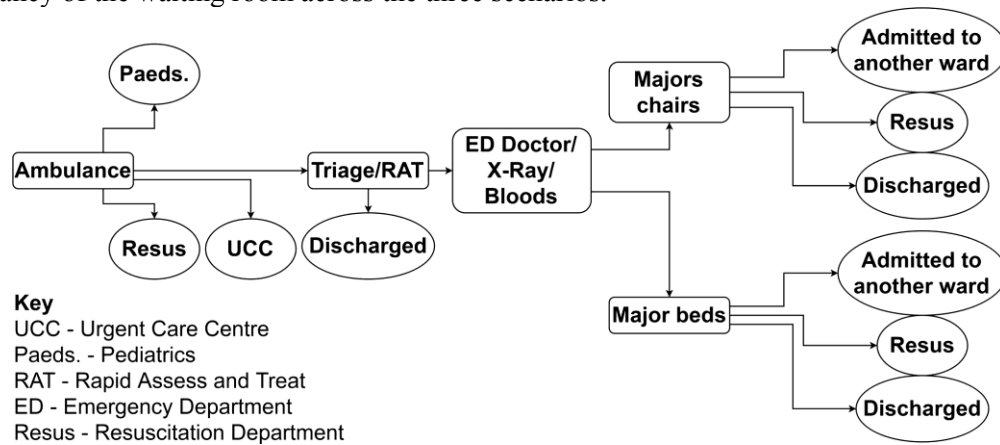 ancy of the waiting room across the three scenarios.
Paeds.
Ambulance
Resus
UCC
Triage/RAT
Discharged
ED Doctor/
X-Ray/
Bloods
Majors
chairs
Admitted to
another ward
Resus
Discharged
Major beds
Admitted to
another ward
Resus
Discharged
Key
UCC - Urgent Care Centre
Paeds. - Pediatrics
RAT - Rapid Assess and Treat
ED - Emergency Department
Resus - Resuscitation Department